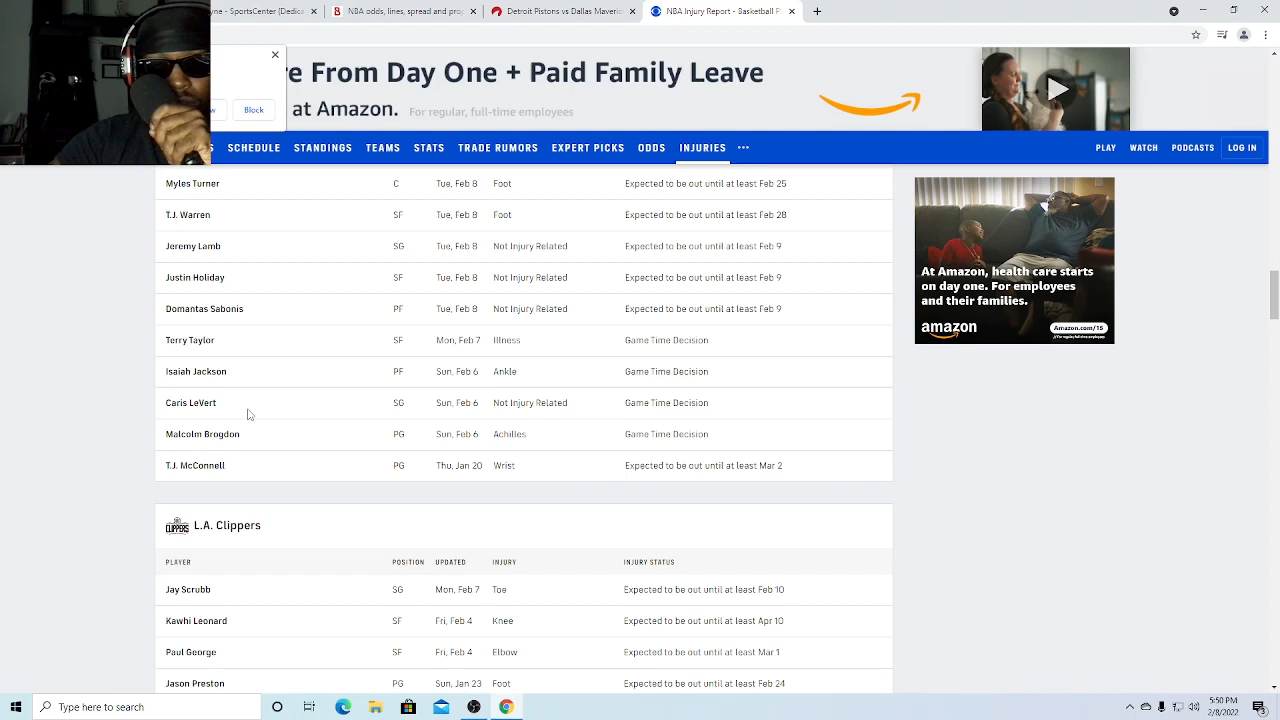 yne - SportsCenter (Dedica
NBA odds, lines, spread and pro
Detroit Pistons vs Dallas Maveric
NBA Injury Report - Basketball P
re From Day One + Paid Family Leave
at Amazon. For regular, full-time employees
w Block
S SCHEDULE STANDINGS TEAMS STATS TRADE RUMORS EXPERT PICKS ODDS INJURIES ••• PLAY WATCH PODCASTS LOG IN
Myles Turner C Tue, Feb 8 Foot Expected to be out until at least Feb 25
T.J. Warren SF Tue, Feb 8 Foot Expected to be out until at least Feb 28
Jeremy Lamb SG Tue, Feb 8 Not Injury Related Expected to be out until at least Feb 9
Justin Holiday SF Tue, Feb 8 Not Injury Related Expected to be out until at least Feb 9
Domantas Sabonis PF Tue, Feb 8 Not Injury Related Expected to be out until at least Feb 9
Terry Taylor SF Mon, Feb 7 Illness Game Time Decision
Isaiah Jackson PF Sun, Feb 6 Ankle Game Time Decision
Caris LeVert SG Sun, Feb 6 Not Injury Related Game Time Decision
Malcolm Brogdon PG Sun, Feb 6 Achilles Game Time Decision
T.J. McConnell PG Thu, Jan 20 Wrist Expected to be out until at least Mar 2
CLIPPERS L.A. Clippers
PLAYER POSITION UPDATED INJURY INJURY STATUS
Jay Scrubb SG Mon, Feb 7 Toe Expected to be out until at least Feb 10
Kawhi Leonard SF Fri, Feb 4 Knee Expected to be out until at least Apr 10
Paul George SF Fri, Feb 4 Elbow Expected to be out until at least Mar 1
Jason Preston PG Sun, Jan 23 Foot Expected to be out until at least Feb 24
At Amazon, health care starts
on day one. For employees
and their families.
amazon
Amazon.com/15
Type here to search
5:50 PM
2/8/2022